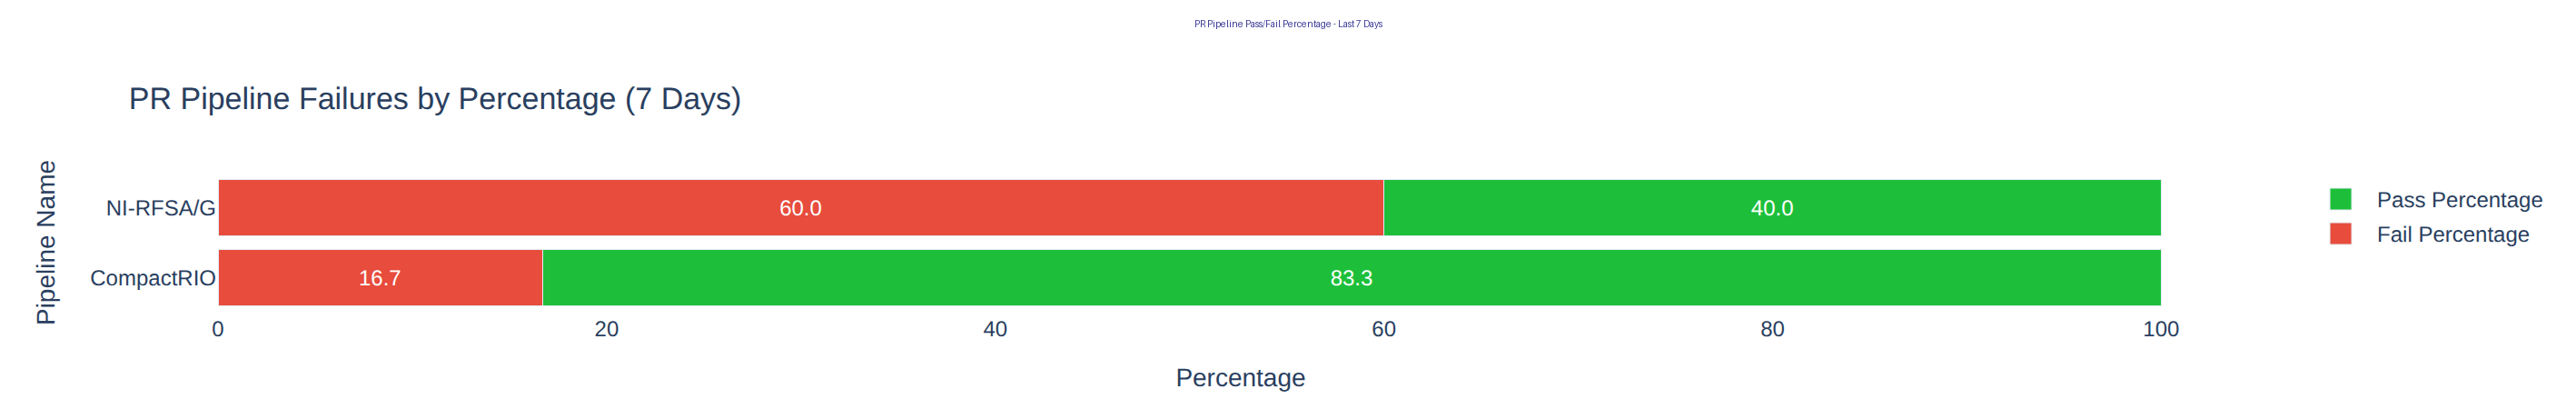 PR Pipeline Pass/Fail Percentage - Last 7 Days
PR Pipeline Failures by Percentage (7 Days)
Pipeline Name
NI-RFSA/G
60.0
40.0
CompactRIO
16.7
83.3
0 20 40 60 80 100
Percentage
Pass Percentage
Fail Percentage